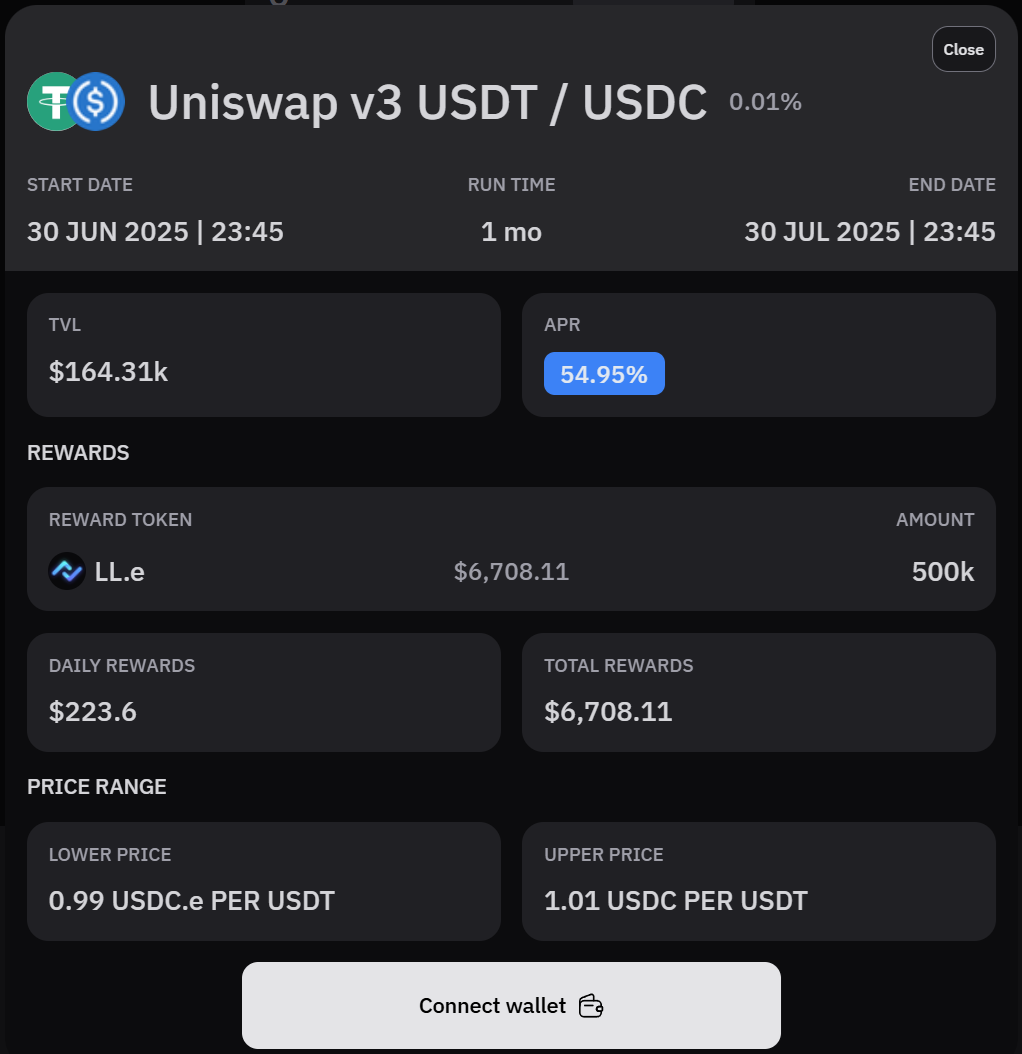 Close
Uniswap v3 USDT / USDC 0.01%
START DATE RUN TIME END DATE
30 JUN 2025 | 23:45 1 mo 30 JUL 2025 | 23:45
TVL APR
$164.31k 54.95%
REWARDS
REWARD TOKEN AMOUNT
LL.e $6,708.11 500k
DAILY REWARDS TOTAL REWARDS
$223.6 $6,708.11
PRICE RANGE
LOWER PRICE UPPER PRICE
0.99 USDC.e PER USDT 1.01 USDC PER USDT
Connect wallet